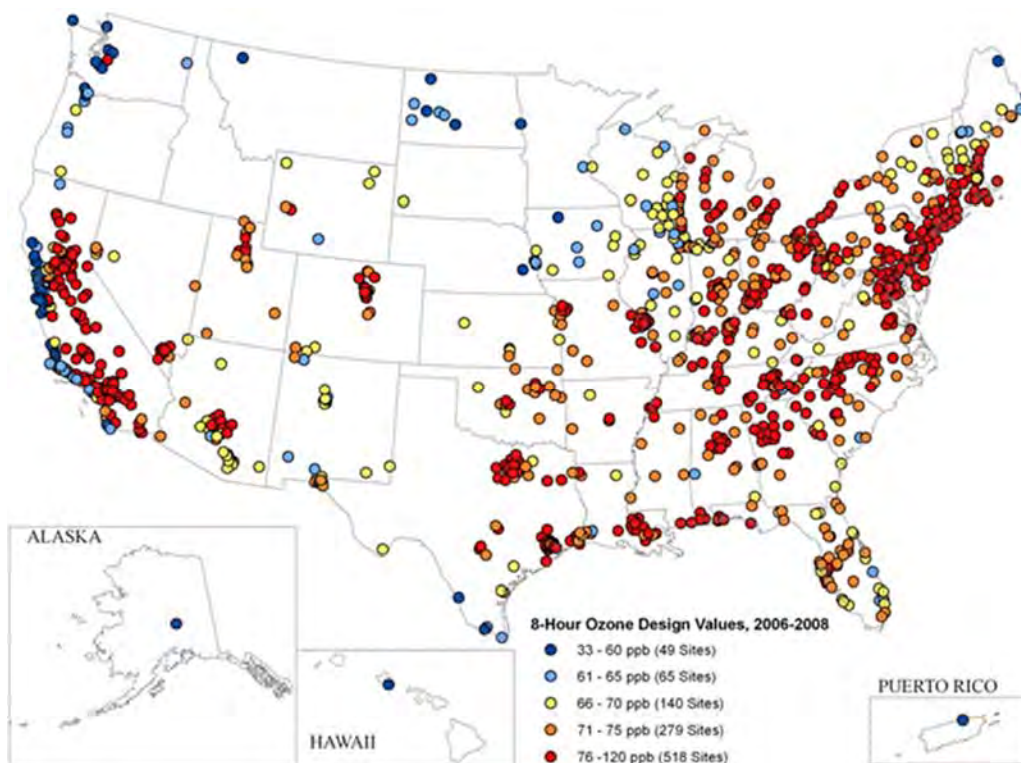 ALASKA
HAWAII
8-Hour Ozone Design Values, 2006-2008
33 - 60 ppb (49 Sites)
61 - 65 ppb (65 Sites)
66 - 70 ppb (140 Sites)
71 - 75 ppb (279 Sites)
76 -120 ppb (518 Sites)
PUERTO RICO